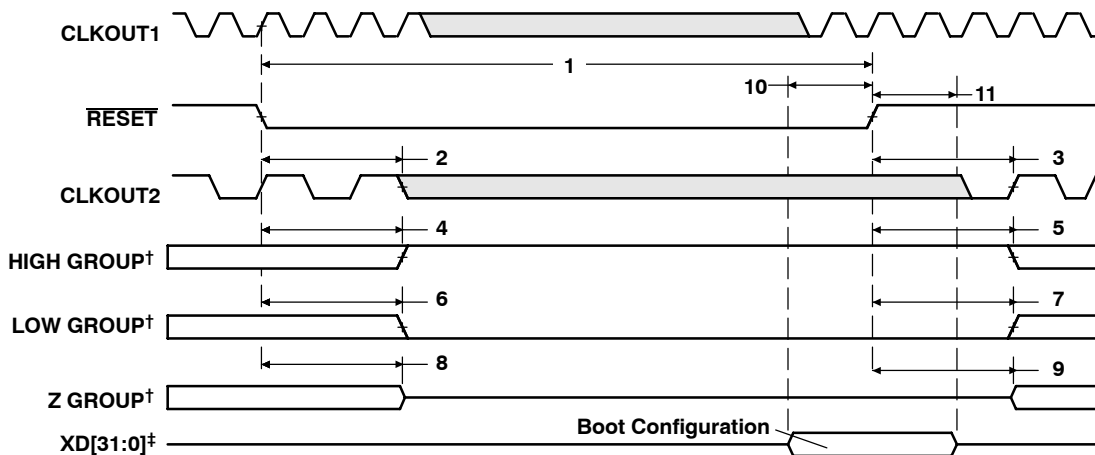 CLKOUT1
1
10
11
RESET
2
3
CLKOUT2
4
5
HIGH GROUP†
6
7
LOW GROUP†
8
9
Z GROUP†
Boot Configuration
XD[31:0]‡